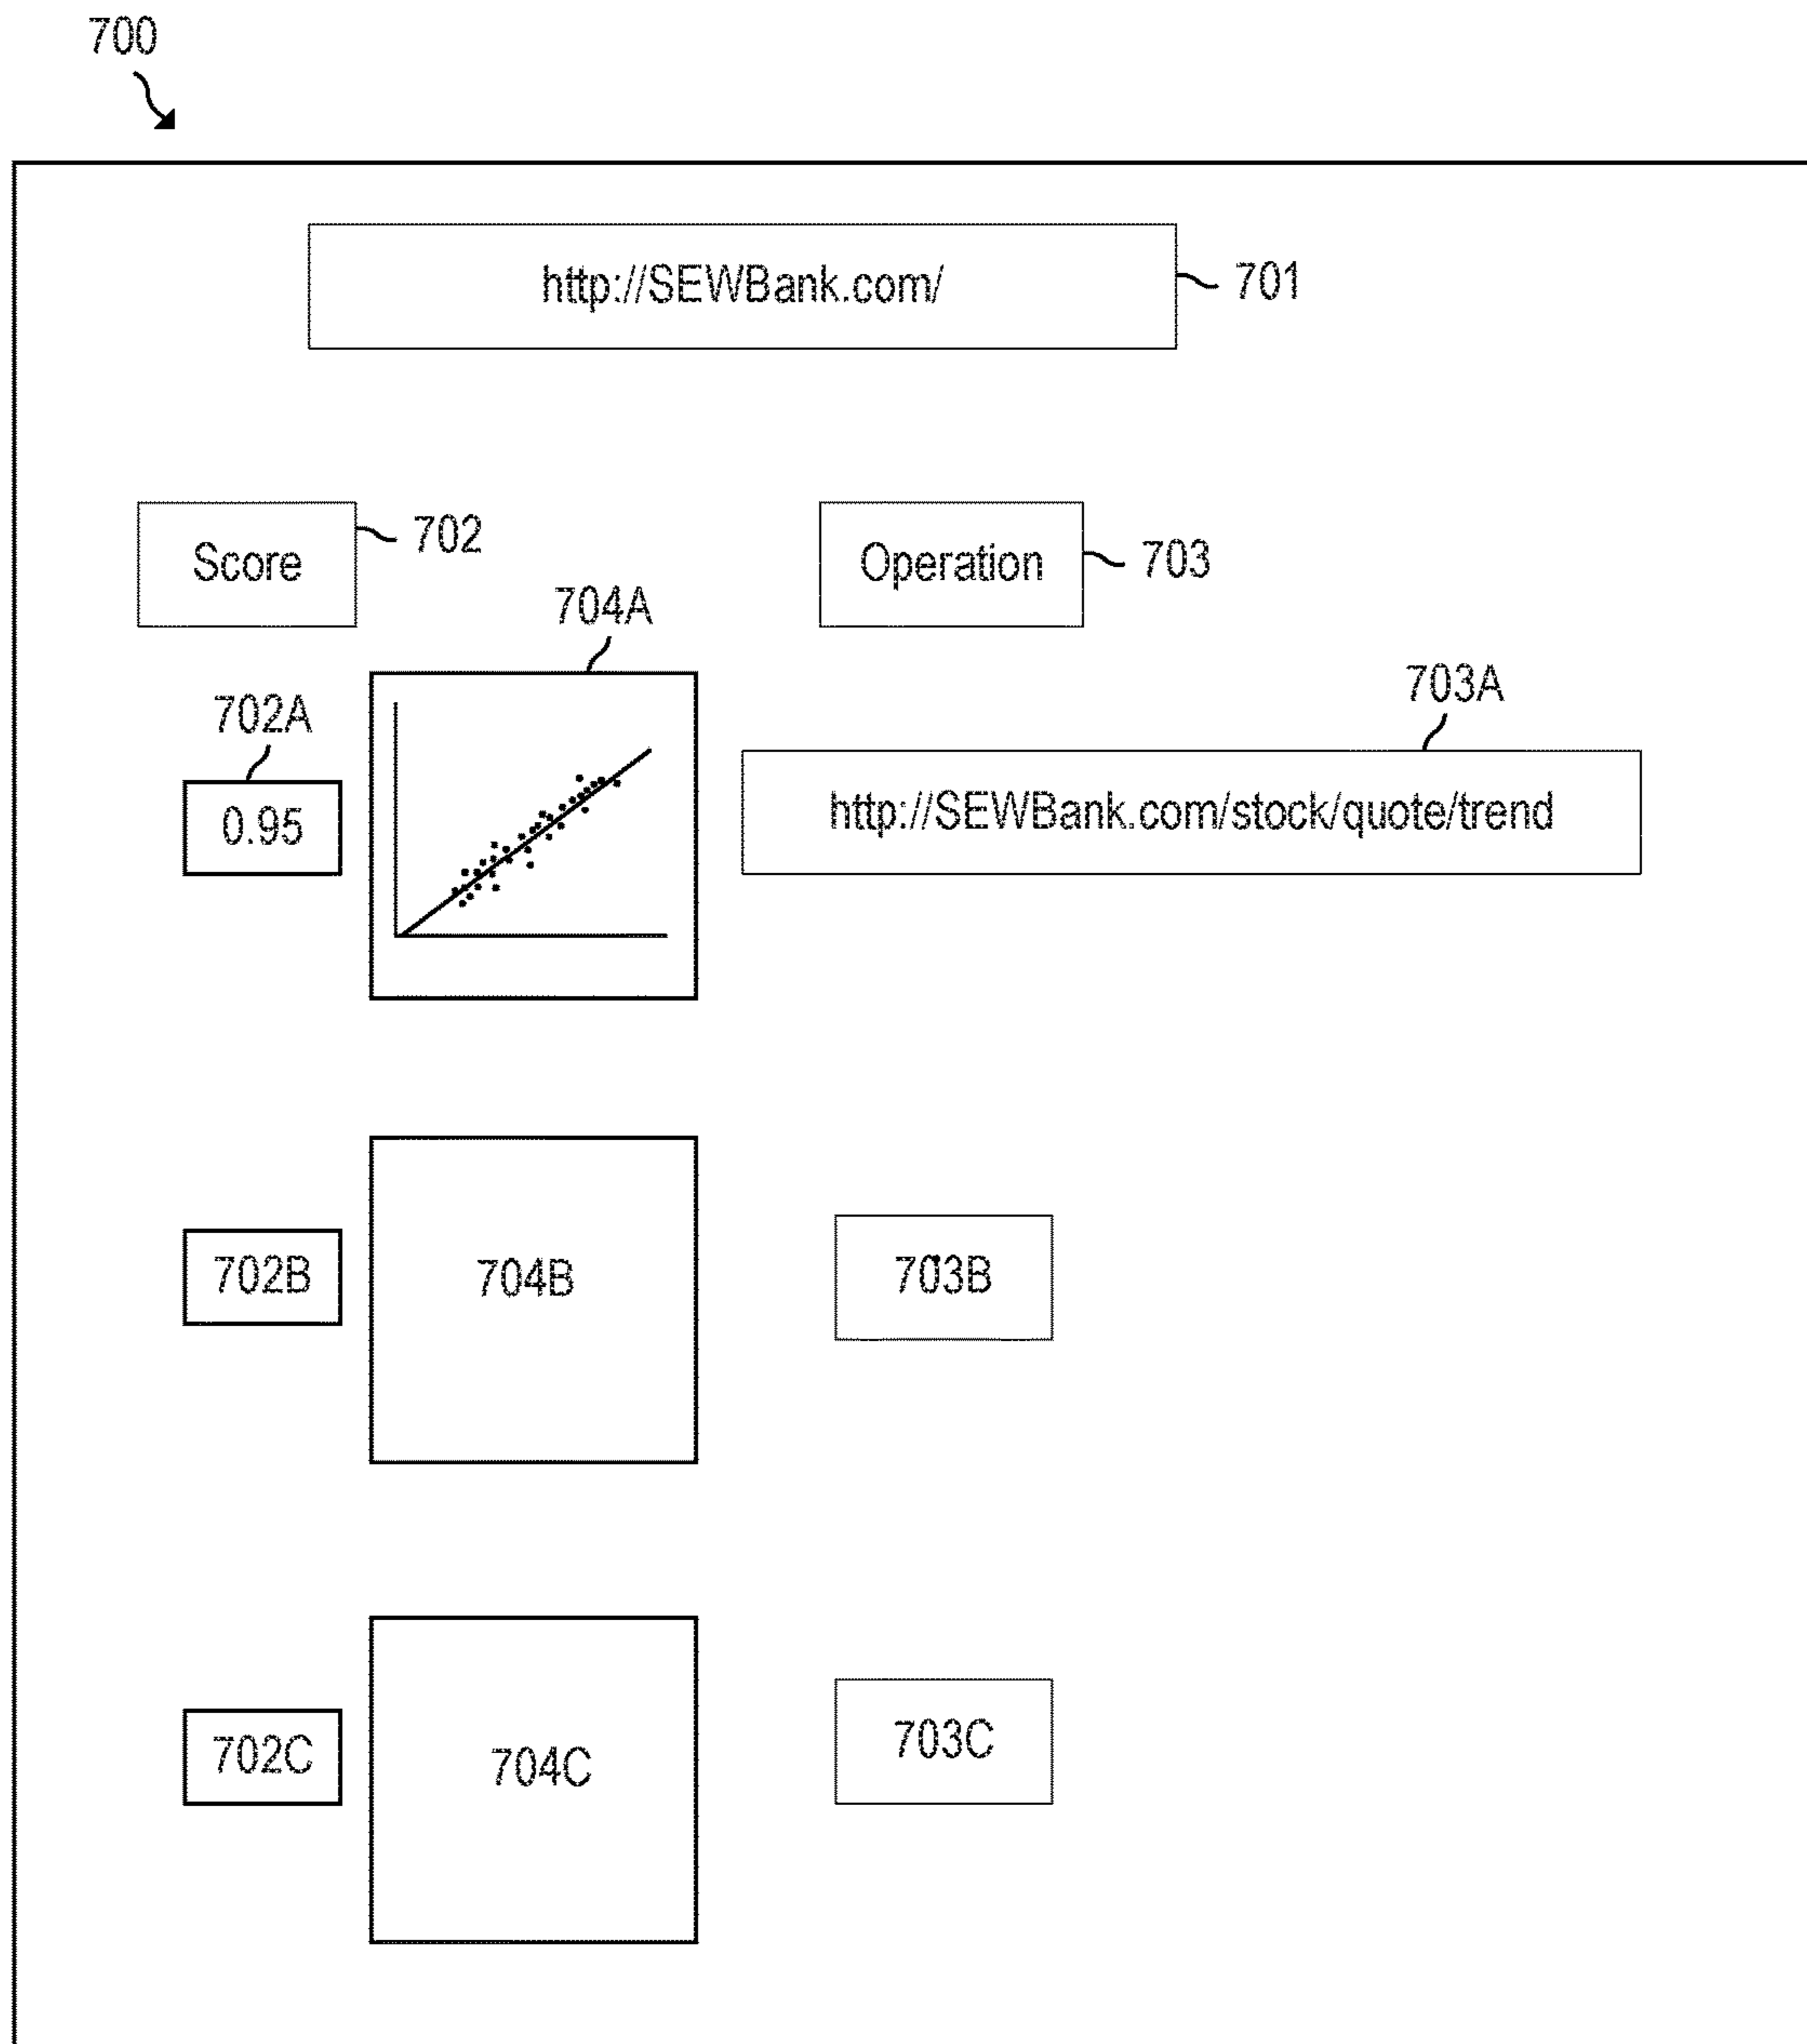 700
http://SEWBank.com/
701
Score
702
Operation
703
704A
702A
703A
0.95
http://SEWBank.com/stock/quote/trend
702B
704B
703B
702C
704C
703C